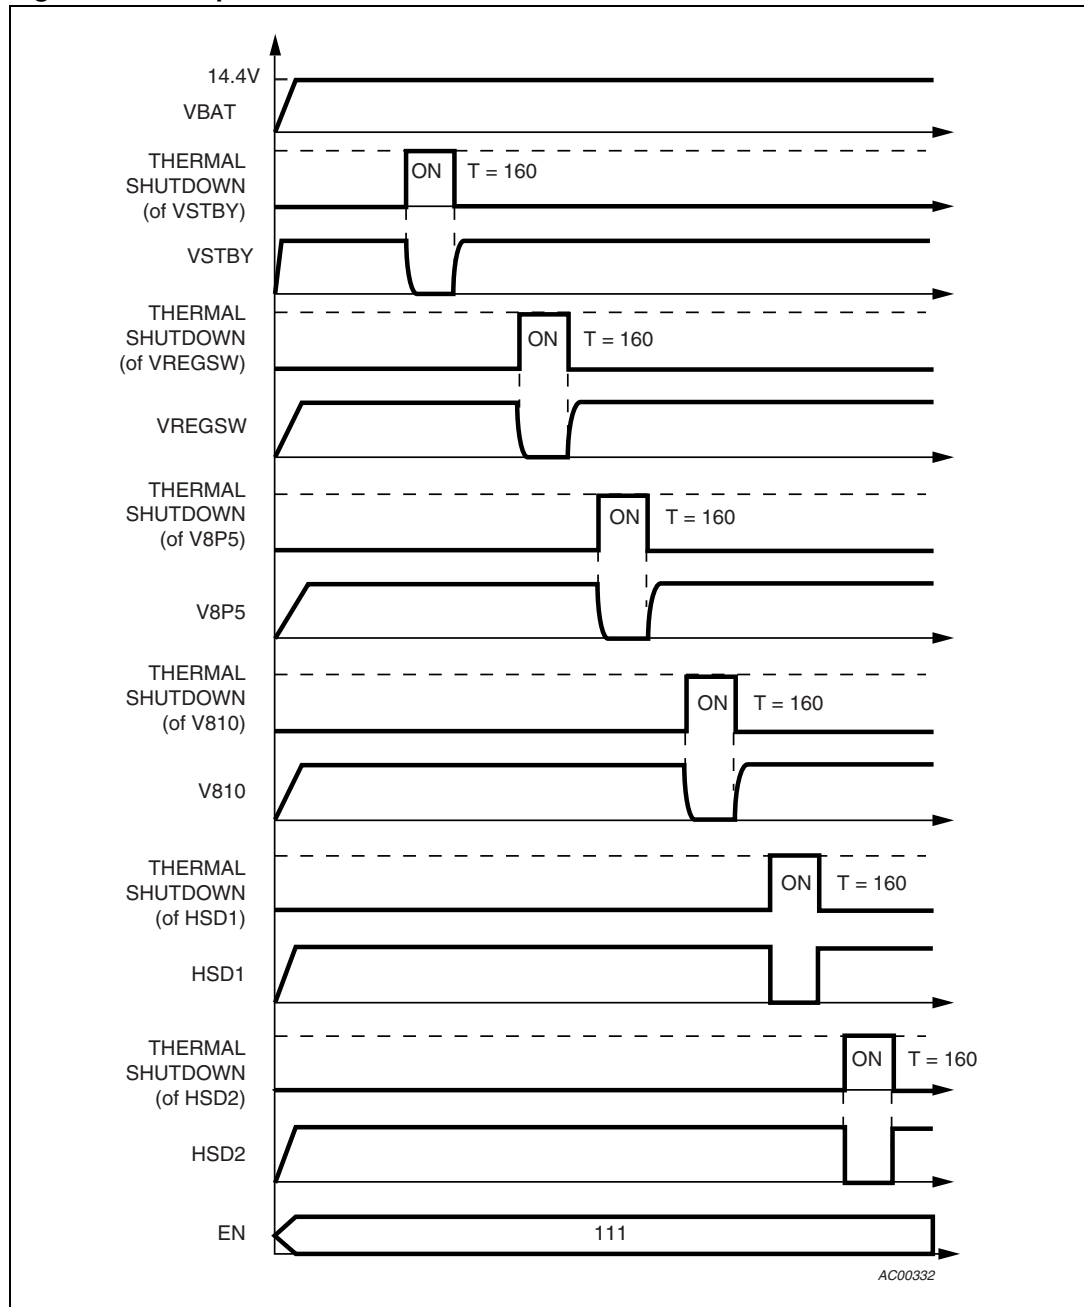 14.4V
VBAT
THERMAL
SHUTDOWN
(of VSTBY)
ON
T = 160
VSTBY
THERMAL
SHUTDOWN
(of VREGSW)
ON
T = 160
VREGSW
THERMAL
SHUTDOWN
(of V8P5)
ON
T = 160
V8P5
THERMAL
SHUTDOWN
(of V810)
ON
T = 160
V810
THERMAL
SHUTDOWN
(of HSD1)
ON
T = 160
HSD1
THERMAL
SHUTDOWN
(of HSD2)
ON
T = 160
HSD2
EN
111
AC00332